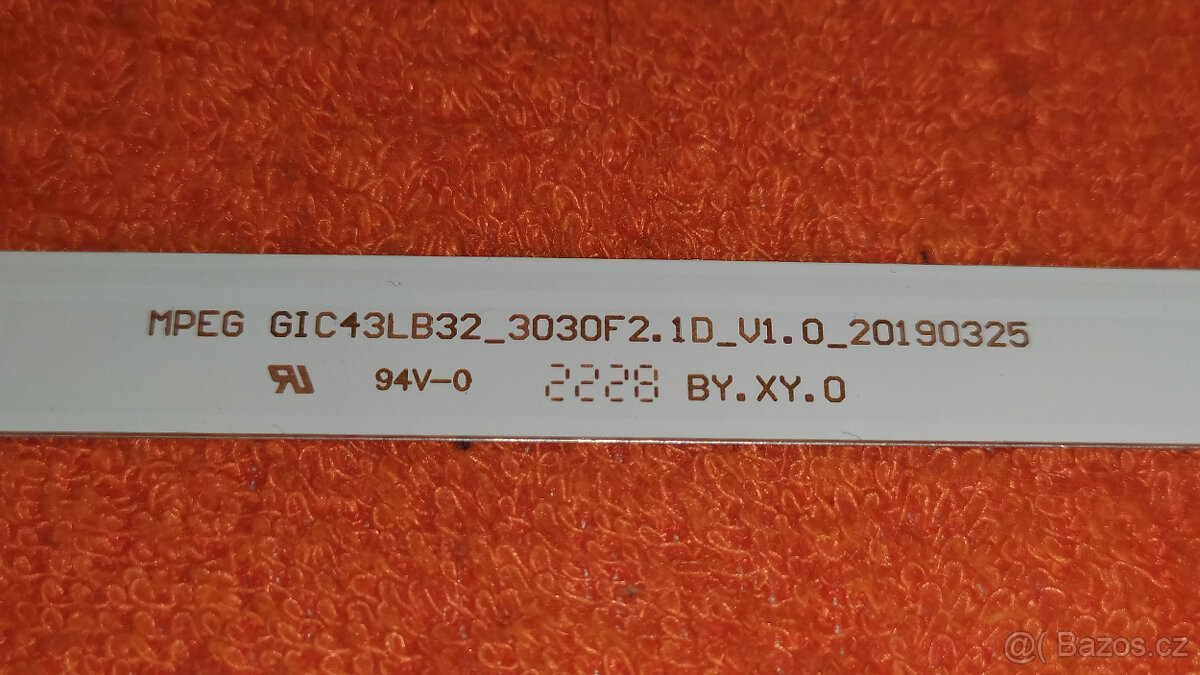 MPEG GIC43LB32_3030F2.1D_V1.0_20190325
94V-0 2228 BY.XY.0
@( Bazos.cz